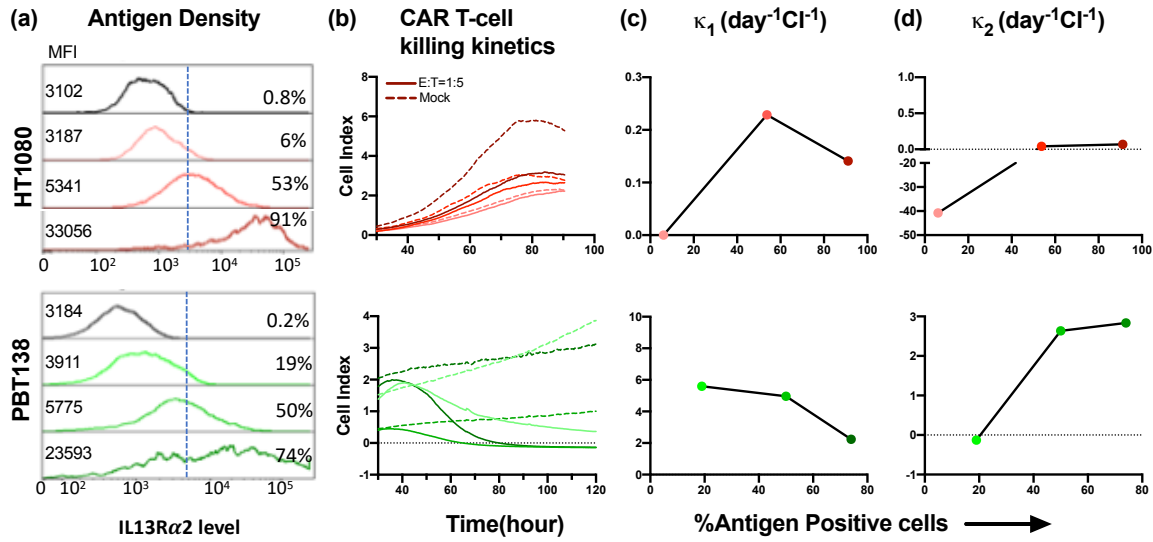 (a) Antigen Density
(b) CAR T-cell
killing kinetics
(c) κ1 (day-1CI-1)
(d) κ2 (day-1CI-1)
MFI
HT1080
3102 0.8%
3187 6%
5341 53%
33056 91%
0 10² 10³ 10⁴ 10⁵
Cell Index
8
6
4
2
0
E:T=1:5
Mock
40 60 80 100
0.3
0.2
0.1
0.0
0 20 40 60 80 100
1.0
0.5
0.0
-20
-30
-40
-50
0 20 40 60 80 100
PBT138
3184 0.2%
3911 19%
5775 50%
23593 74%
0 10² 10³ 10⁴ 10⁵
IL13Rα2 level
Cell Index
4
3
2
1
0
-1
40 60 80 100 120
Time(hour)
10
8
6
4
2
0
0 20 40 60 80
3
2
1
0
-1
0 20 40 60 80
%Antigen Positive cells